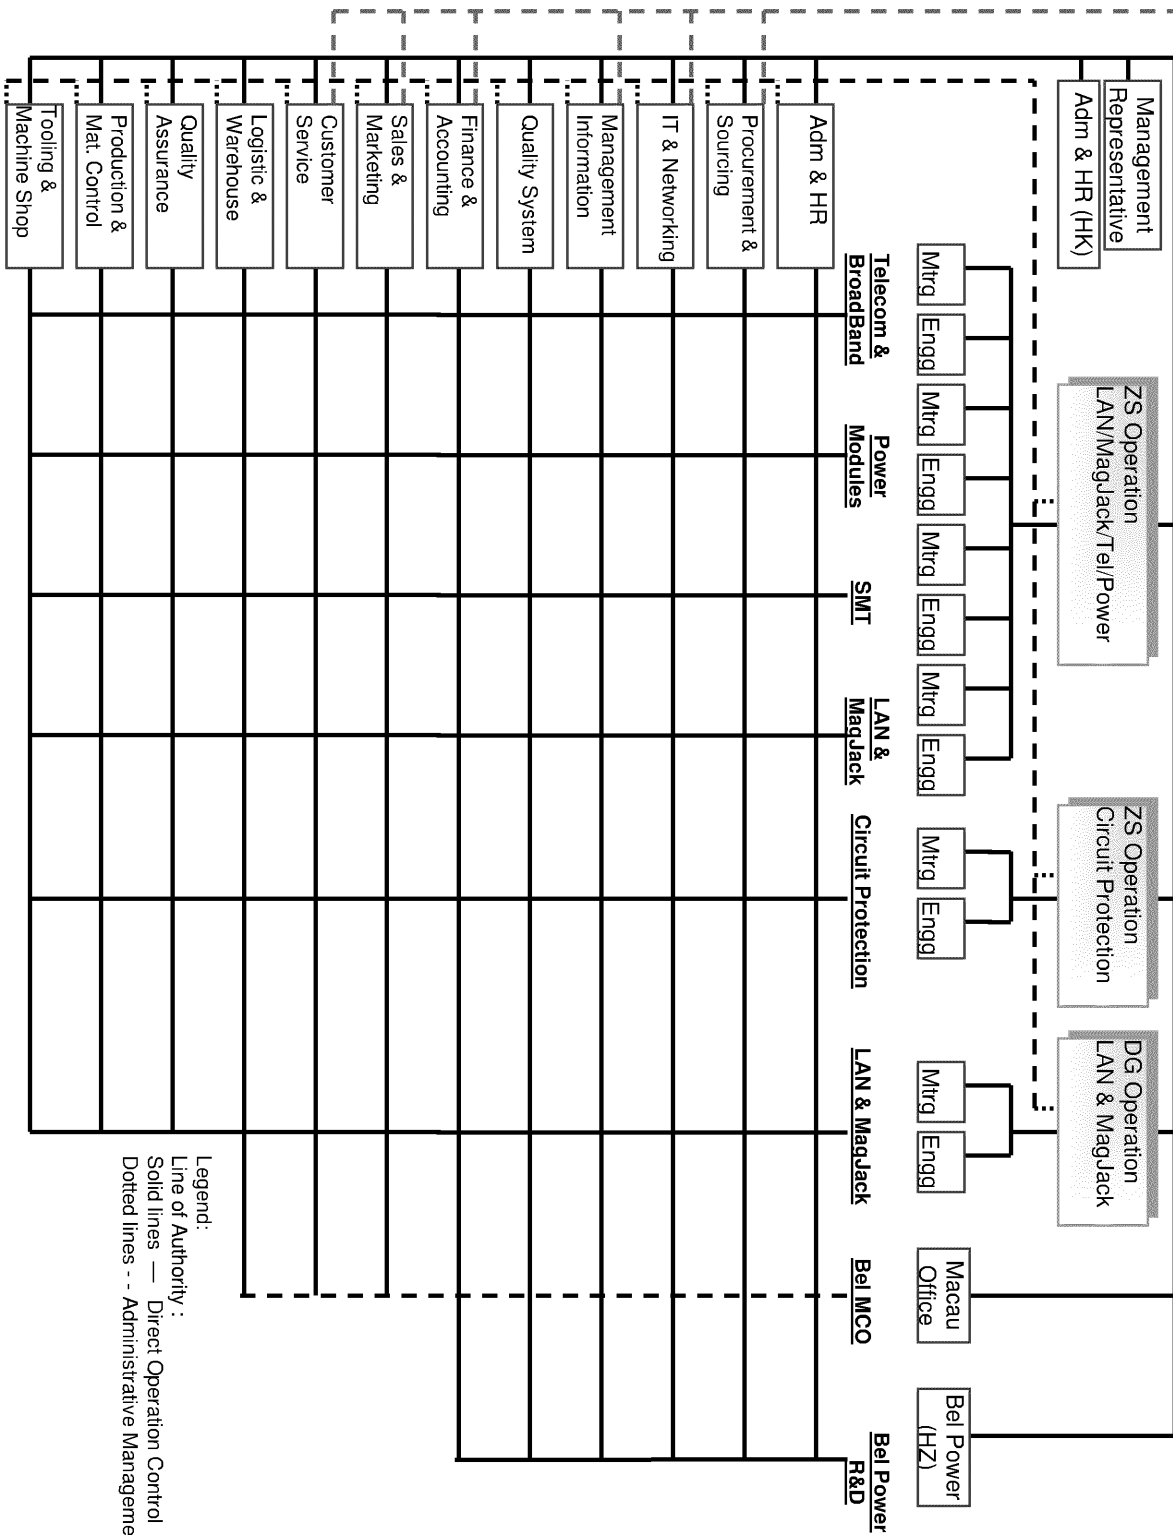 Management
Representative
Adm & HR (HK)
ZS Operation
LAN/MagJack/Tel/Power
ZS Operation
Circuit Protection
DG Operation
LAN & MagJack
Mtrg
Engg
Mtrg
Engg
Mtrg
Engg
Mtrg
Engg
Mtrg
Engg
Mtrg
Engg
Macau
Office
Bel Power
(HZ)
Telecom &
BroadBand
Power
Modules
SMT
LAN &
MagJack
Circuit Protection
LAN & MagJack
Bel MCO
Bel Power
R&D
Adm & HR
Procurement &
Sourcing
IT & Networking
Management
Information
Quality System
Finance &
Accounting
Sales &
Marketing
Customer
Service
Logistic &
Warehouse
Quality
Assurance
Production &
Mat. Control
Tooling &
Machine Shop
Legend:
Line of Authority :
Solid lines — Direct Operation Control
Dotted lines - - Administrative Manageme